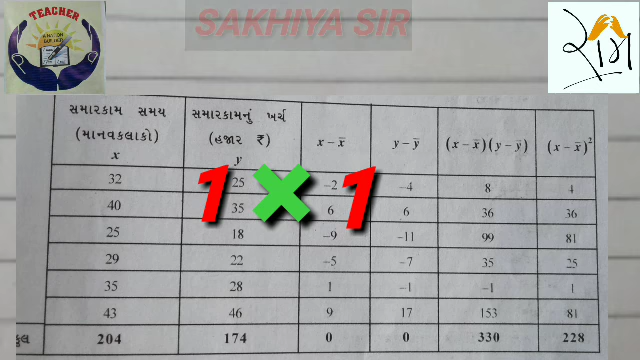 TEACHER
SAKHIYA SIR
રામ
સમારકામ સમય સમારકામનું ખર્ચ
(માનવકલાકો) (હજાર ₹) x – x̄ y – ȳ (x – x̄)(y – ȳ) (x – x̄)²
x y
32 25 –2 –4 8 4
40 35 6 6 36 36
25 18 –9 –11 99 81
29 22 –5 –7 35 25
35 28 1 –1 –1 1
43 46 9 17 153 81
કુલ 204 174 0 0 330 228
1 × 1